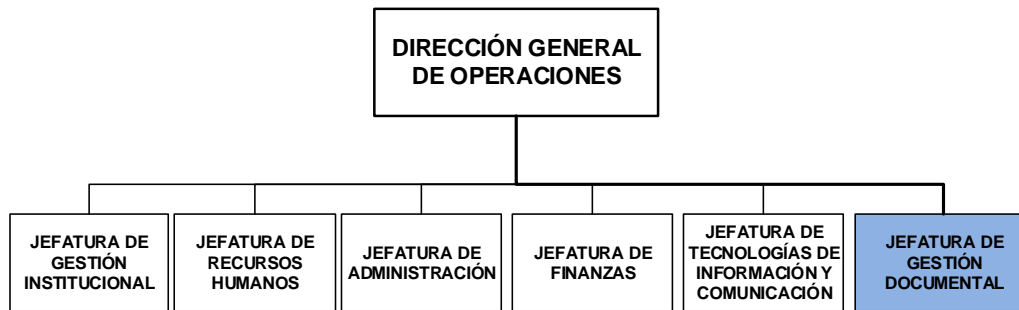 DIRECCIÓN GENERAL
DE OPERACIONES
JEFATURA DE
GESTIÓN
INSTITUCIONAL
JEFATURA DE
RECURSOS
HUMANOS
JEFATURA DE
ADMINISTRACIÓN
JEFATURA DE
FINANZAS
JEFATURA DE
TECNOLOGÍAS DE
INFORMACIÓN Y
COMUNICACIÓN
JEFATURA DE
GESTIÓN
DOCUMENTAL